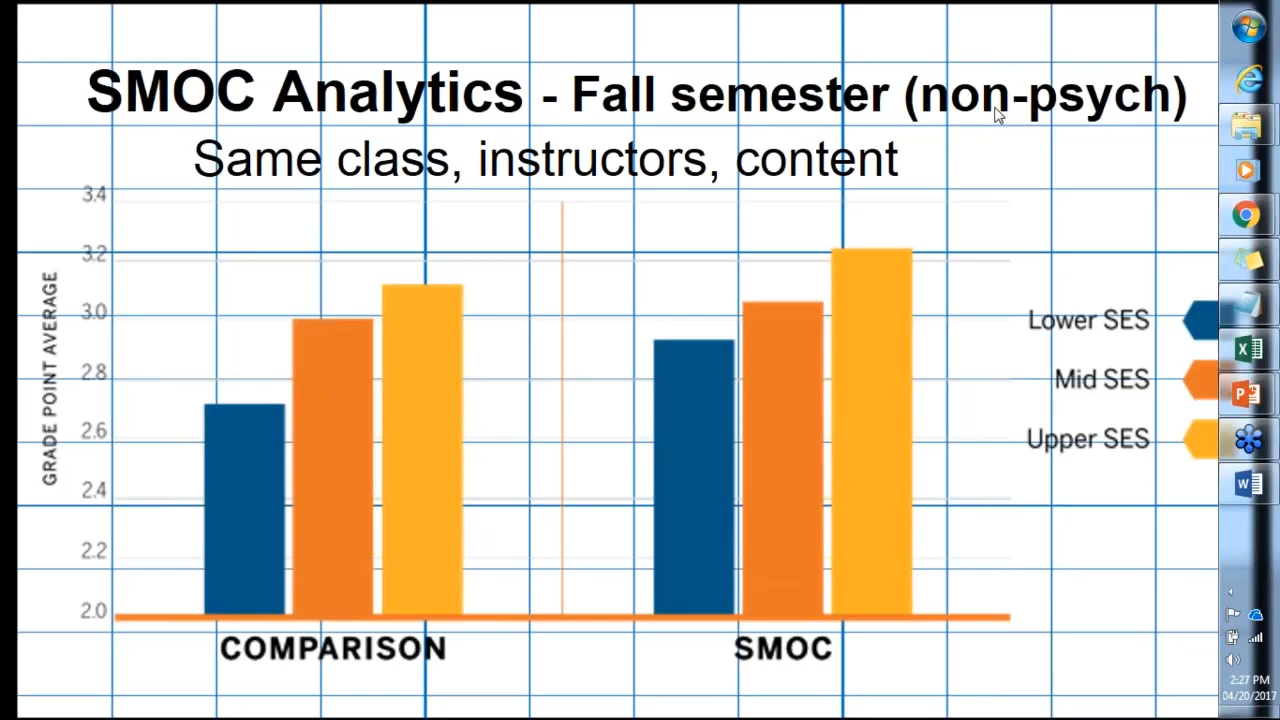 SMOC Analytics - Fall semester (non-psych)
Same class, instructors, content
3.4
3.2
3.0
2.8
2.6
2.4
2.2
2.0
GRADE POINT AVERAGE
COMPARISON
SMOC
Lower SES
Mid SES
Upper SES
2:27 PM
04/20/2017